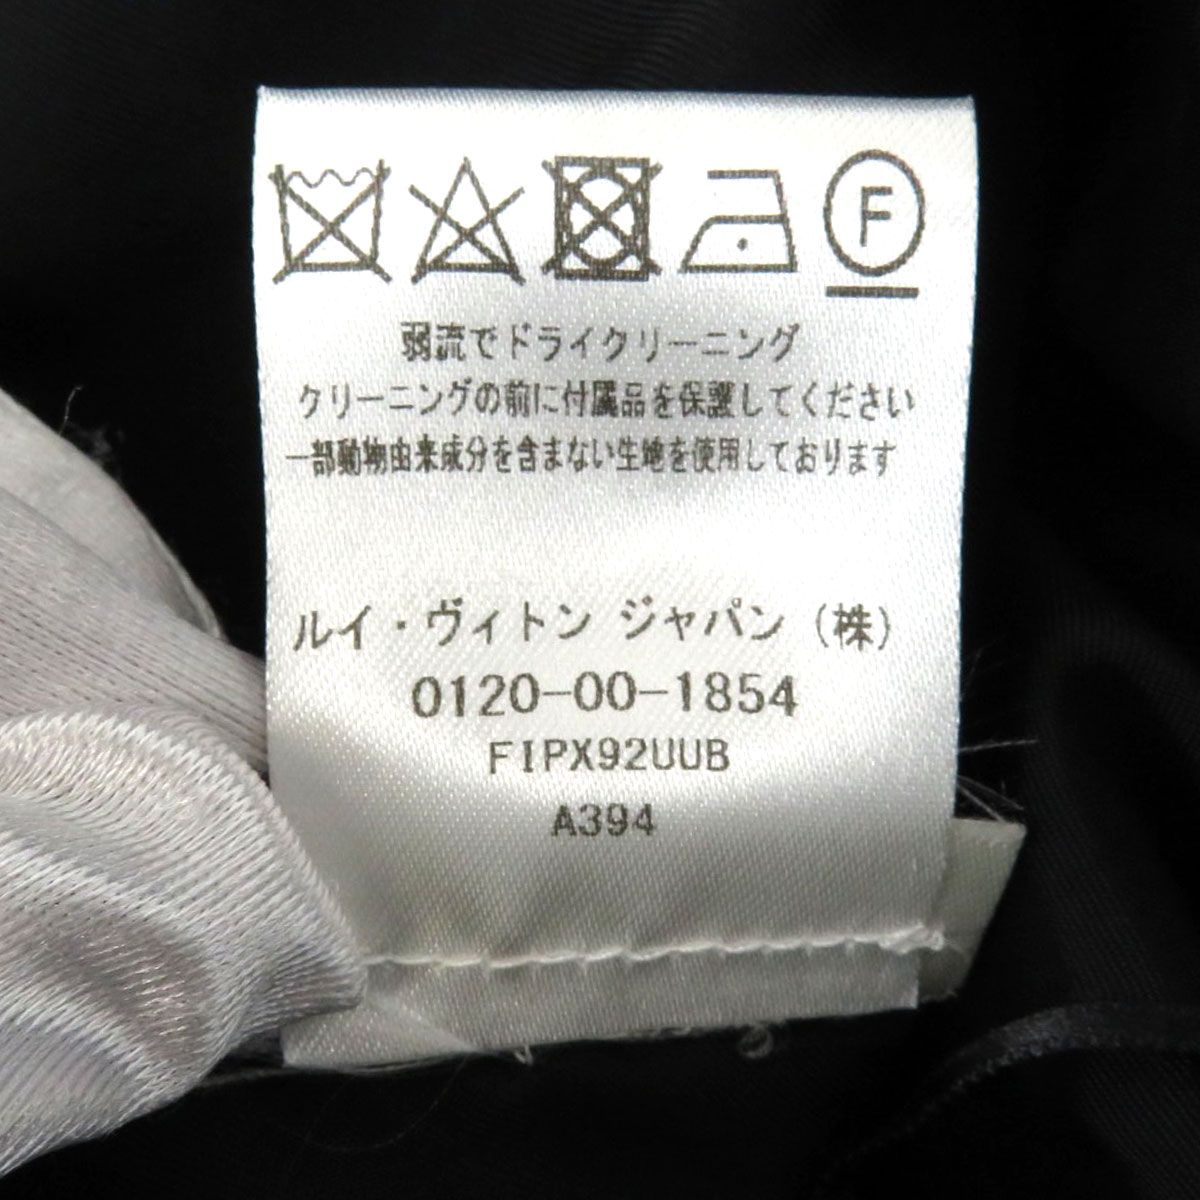 F
弱流でドライクリーニング
クリーニングの前に付属品を保護してください
一部動物由来成分を含まない生地を使用しております
ルイ・ヴィトン ジャパン (株)
0120-00-1854
FIPX92UUB
A394